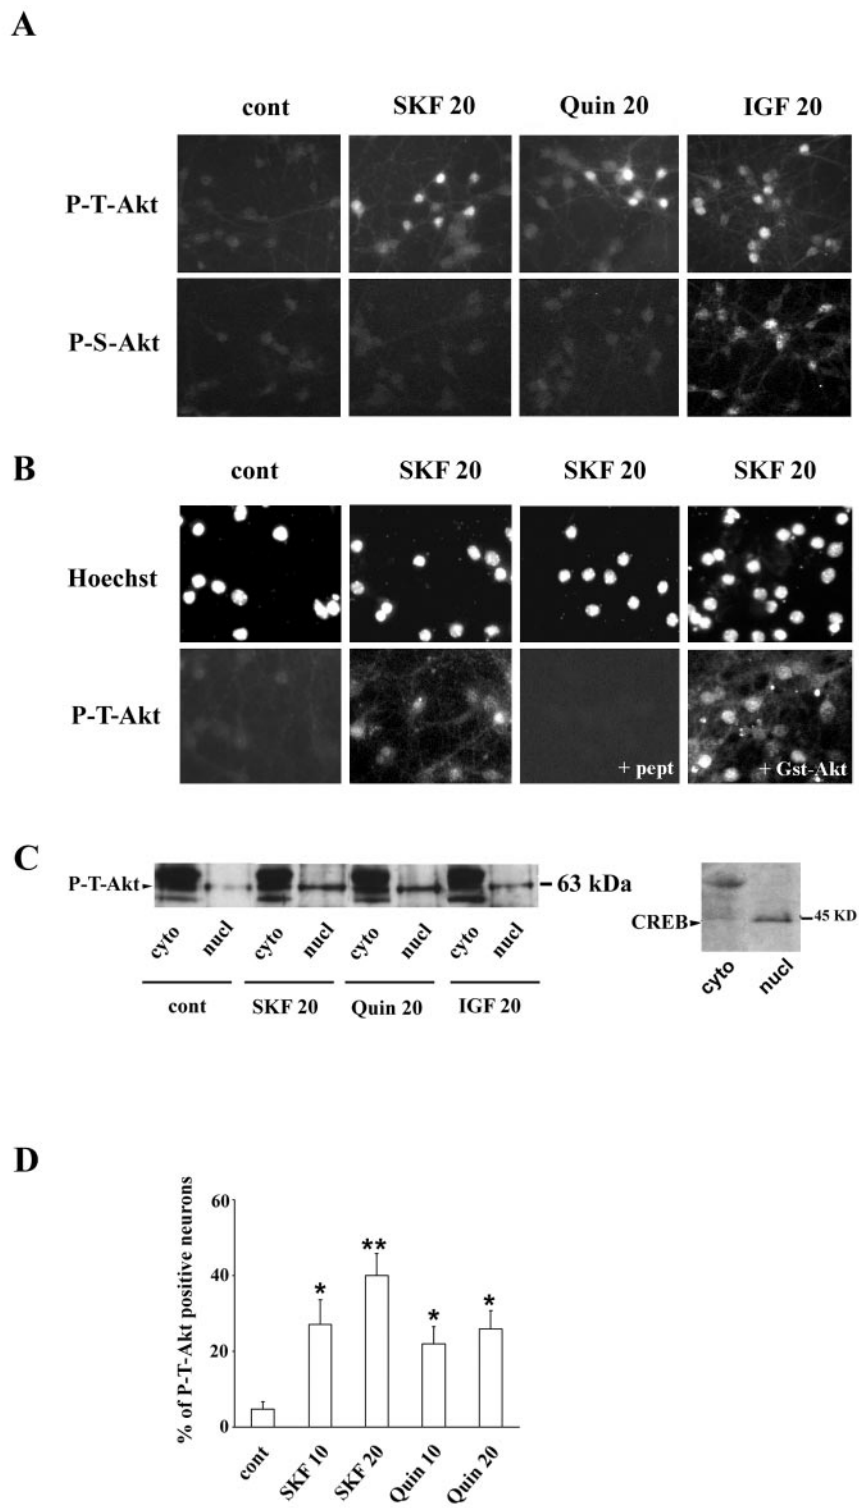 A
cont SKF 20 Quin 20 IGF 20
P-T-Akt
P-S-Akt
B
cont SKF 20 SKF 20 SKF 20
Hoechst
P-T-Akt
+ pept + Gst-Akt
C
P-T-Akt 63 kDa
CREB 45 KD
cyto nucl cyto nucl cyto nucl cyto nucl
cyto nucl
cont SKF 20 Quin 20 IGF 20
D
% of P-T-Akt positive neurons
60
**
40
* * *
20
0
cont SKF 10 SKF 20 Quin 10 Quin 20